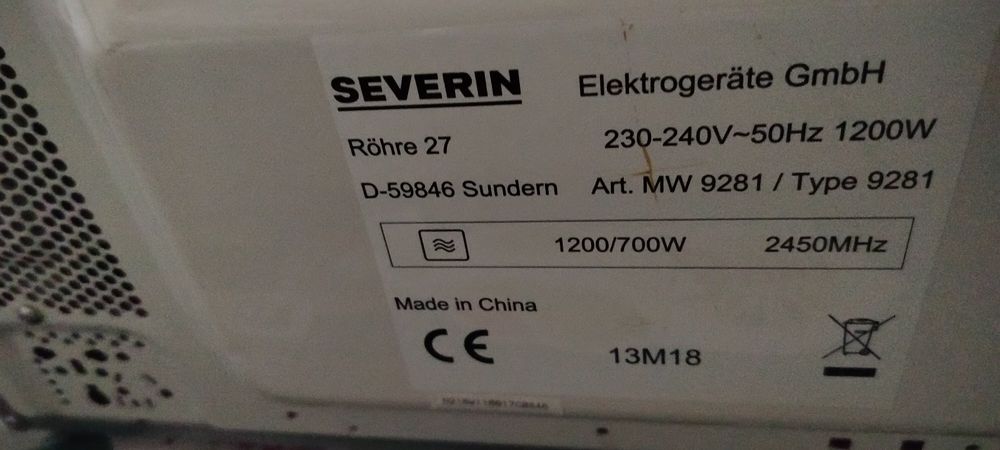 SEVERIN Elektrogeräte GmbH
Röhre 27 230-240V~50Hz 1200W
D-59846 Sundern Art. MW 9281 / Type 9281
1200/700W 2450MHz
Made in China
CE 13M18